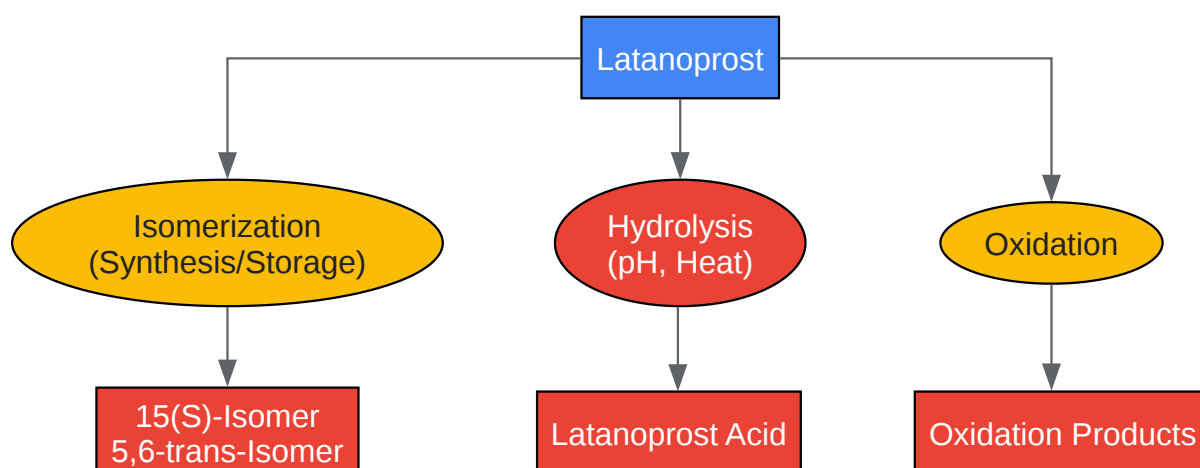 Latanoprost
Isomerization
(Synthesis/Storage)
Hydrolysis
(pH, Heat)
Oxidation
15(S)-Isomer
5,6-trans-Isomer
Latanoprost Acid
Oxidation Products